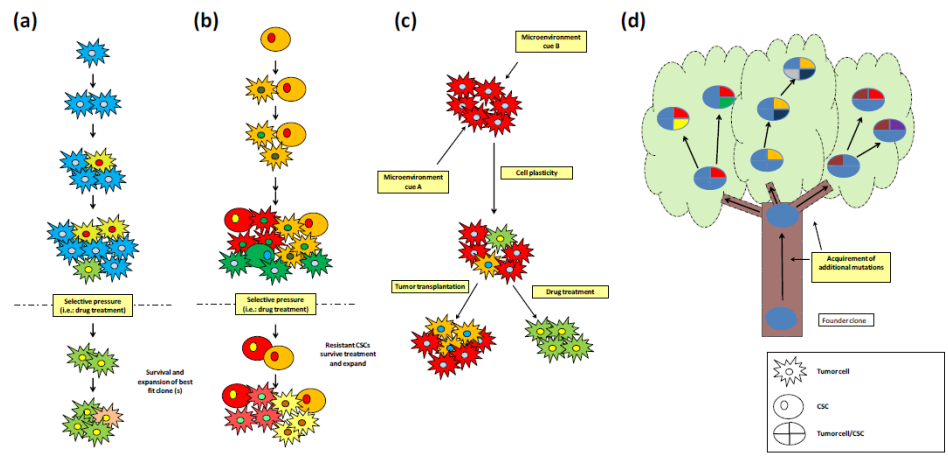 (a)
(b)
(c)
(d)
Microenvironment
cue B
Microenvironment
cue A
Cell plasticity
Tumor transplantation
Drug treatment
Selective pressure
(i.e.: drug treatment)
Survival and
expansion of best
fit clone (s)
Selective pressure
(i.e.: drug treatment)
Resistant CSCs
survive treatment
and expand
Acquirement of
additional mutations
Founder clone
Tumor cell
CSC
Tumor cell/CSC